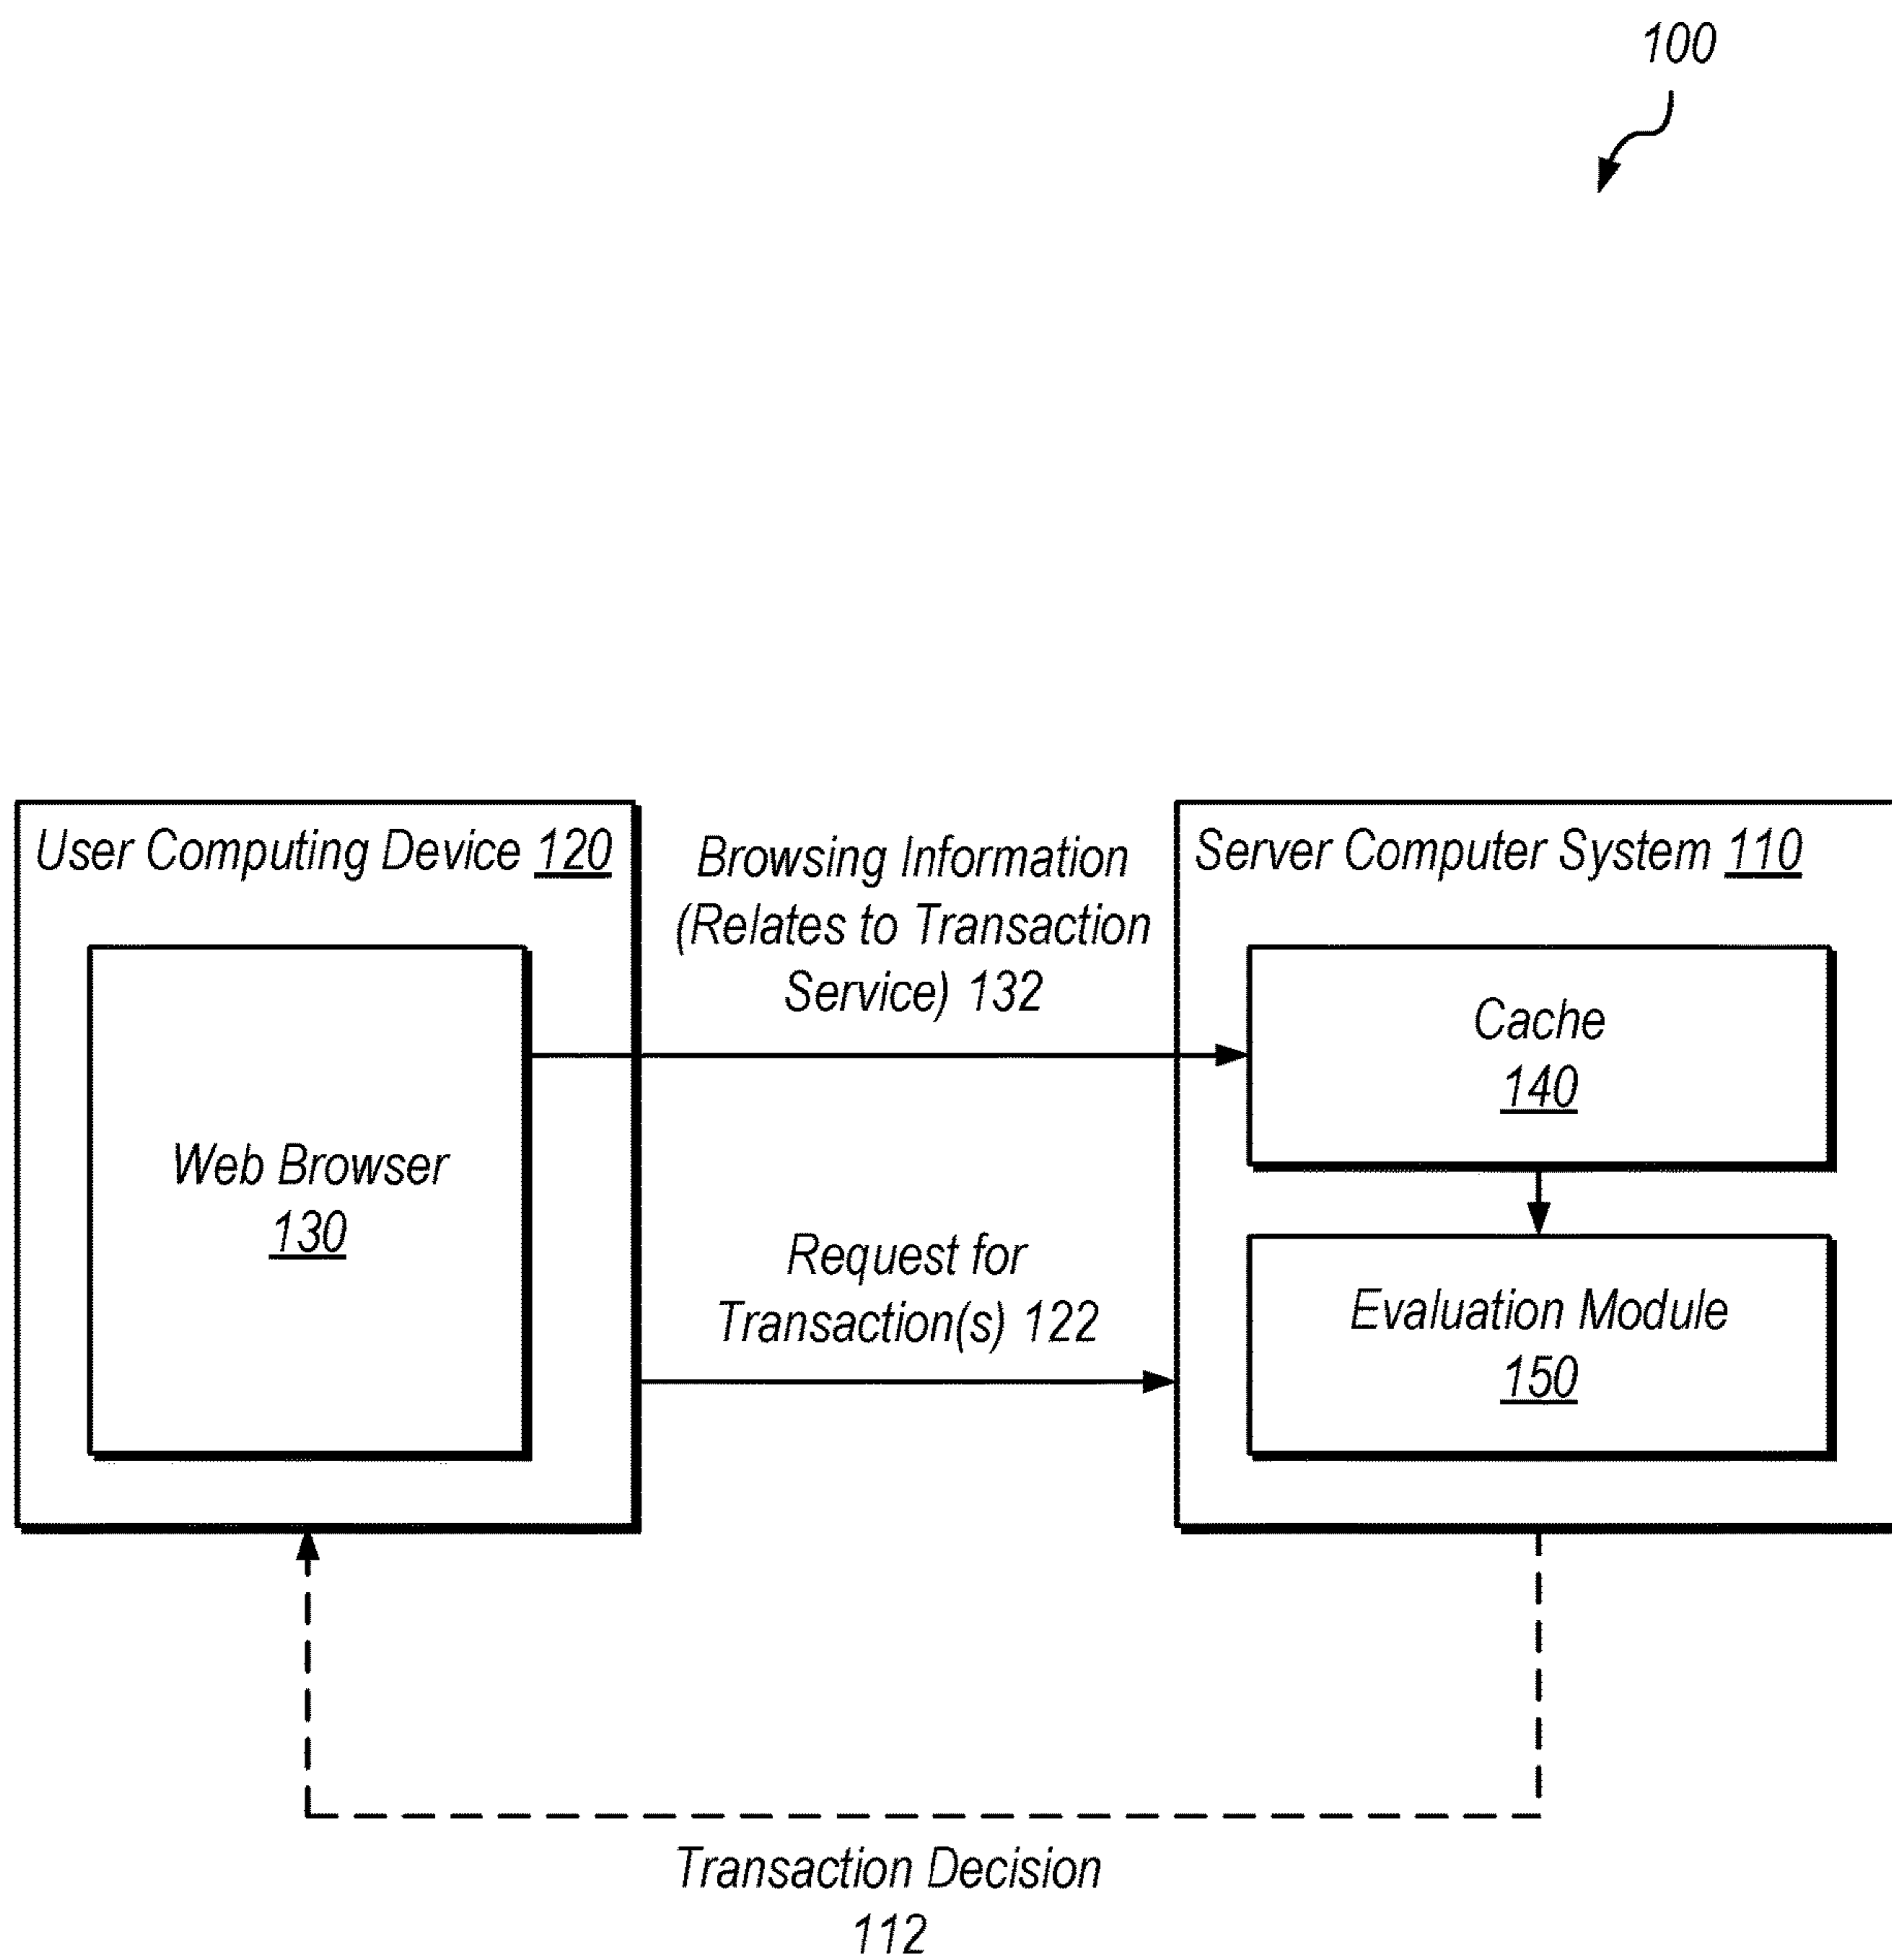 100
User Computing Device 120
Web Browser
130
Browsing Information
(Relates to Transaction
Service) 132
Request for
Transaction(s) 122
Server Computer System 110
Cache
140
Evaluation Module
150
Transaction Decision
112